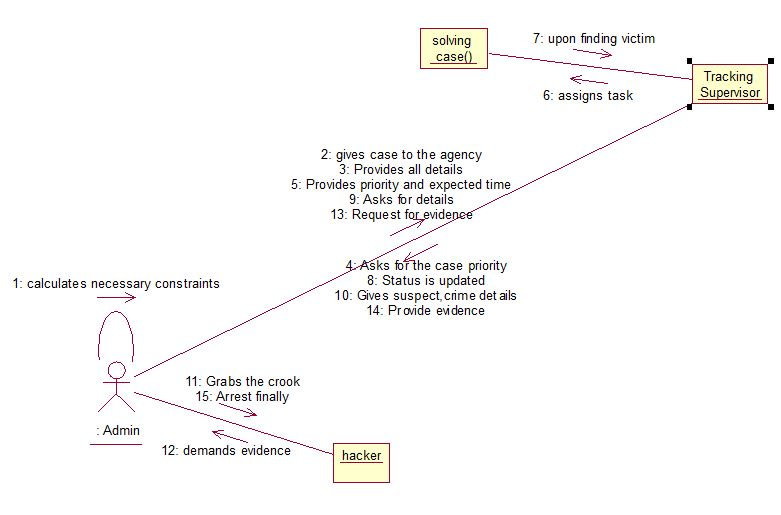 solving
case()
7: upon finding victim
6: assigns task
Tracking
Supervisor
2: gives case to the agency
3: Provides all details
5: Provides priority and expected time
9: Asks for details
13: Request for evidence
4: Asks for the case priority
8: Status is updated
10: Gives suspect,crime details
14: Provide evidence
1: calculates necessary constraints
: Admin
11: Grabs the crook
15: Arrest finally
12: demands evidence
hacker